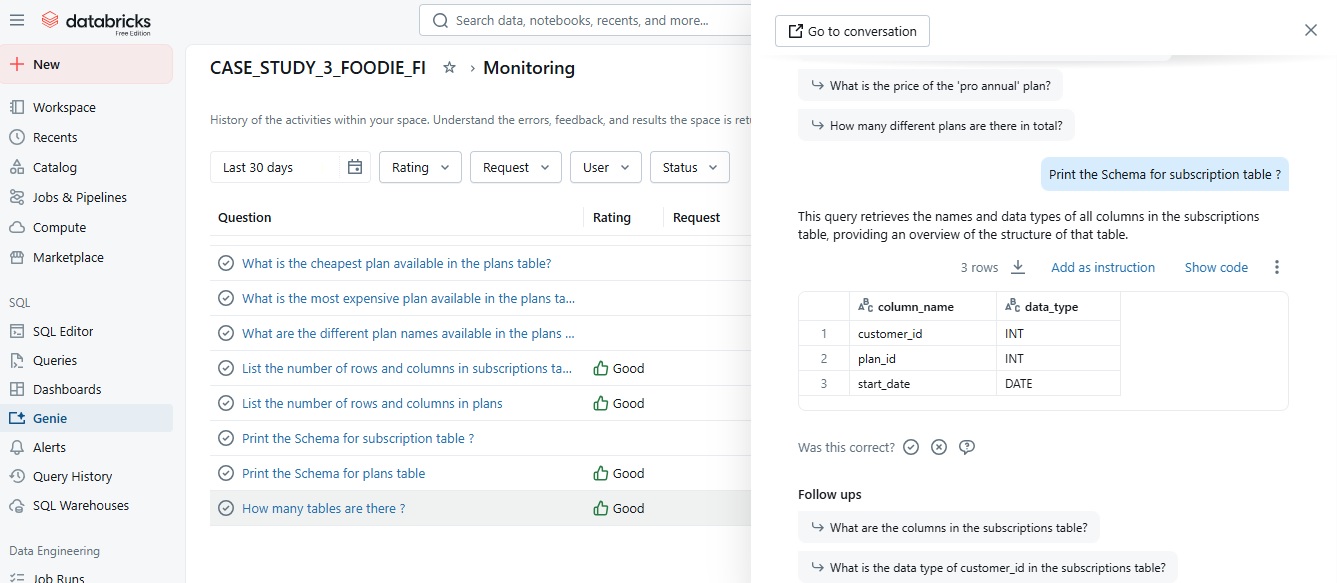 databricks
Free Edition
Search data, notebooks, recents, and more...
New
Workspace
Recents
Catalog
Jobs & Pipelines
Compute
Marketplace
SQL
SQL Editor
Queries
Dashboards
Genie
Alerts
Query History
SQL Warehouses
Data Engineering
Job Runs
CASE_STUDY_3_FOODIE_FI ☆ › Monitoring
History of the activities within your space. Understand the errors, feedback, and results the space is retu
Last 30 days Rating Request User Status
Question Rating Request
What is the cheapest plan available in the plans table?
What is the most expensive plan available in the plans ta...
What are the different plan names available in the plans ...
List the number of rows and columns in subscriptions ta... Good
List the number of rows and columns in plans Good
Print the Schema for subscription table ?
Print the Schema for plans table Good
How many tables are there ? Good
Go to conversation
↪ What is the price of the 'pro annual' plan?
↪ How many different plans are there in total?
Print the Schema for subscription table ?
This query retrieves the names and data types of all columns in the subscriptions
table, providing an overview of the structure of that table.
3 rows Add as instruction Show code
column_name data_type
1 customer_id INT
2 plan_id INT
3 start_date DATE
Was this correct?
Follow ups
↪ What are the columns in the subscriptions table?
↪ What is the data type of customer_id in the subscriptions table?